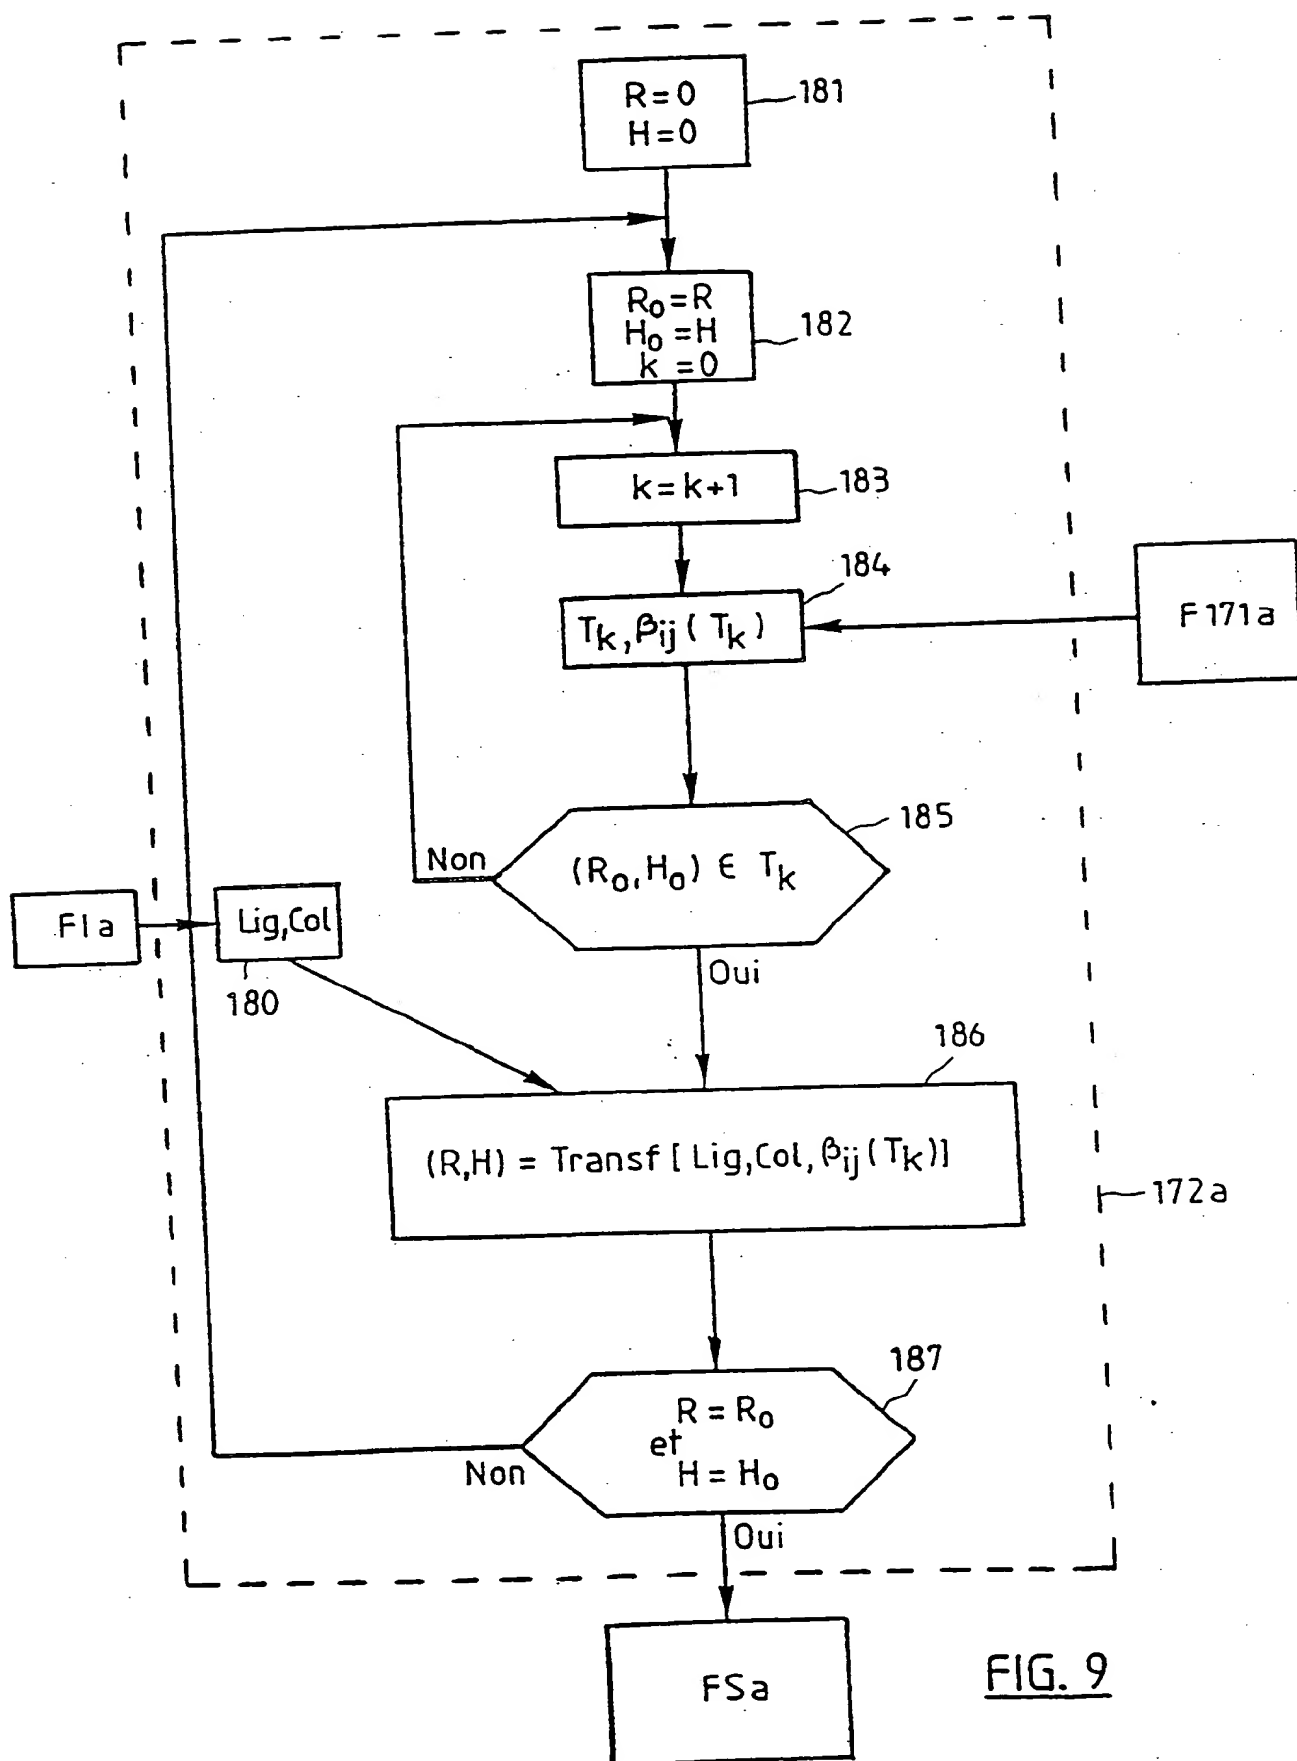 R=0
H=0
181
R₀=R
H₀=H
k =0
182
k=k+1
183
184
Tk, βij( Tk)
F171a
185
(R₀,H₀) ∈ Tk
Non
FIa
Lig,Col
180
Oui
186
(R,H) = Transf [ Lig,Col, βij(Tk)]
172a
187
R = R₀
et
H = H₀
Non
Oui
FSa
FIG. 9